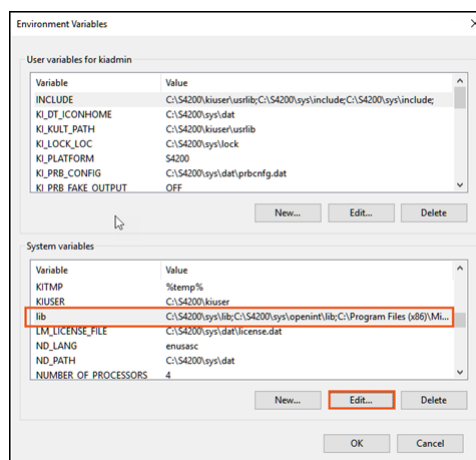 Environment Variables
User variables for kiadmin
Variable Value
INCLUDE C:\S4200\kiuser\usrlib;C:\S4200\sys\include;C:\S4200\sys\include;
KI_DT_ICONHOME C:\S4200\sys\dat
KI_KULT_PATH C:\S4200\kiuser\usrlib
KI_LOCK_LOC C:\S4200\sys\lock
KI_PLATFORM S4200
KI_PRB_CONFIG C:\S4200\sys\dat\prbcnfg.dat
KI_PRB_FAKE_OUTPUT OFF
New... Edit... Delete
System variables
Variable Value
KITMP %temp%
KIUSER C:\S4200\kiuser
lib C:\S4200\sys\lib;C:\S4200\sys\openint\lib;C:\Program Files (x86)\Mi...
LM_LICENSE_FILE C:\S4200\sys\dat\license.dat
ND_LANG enusasc
ND_PATH C:\S4200\sys\dat
NUMBER_OF_PROCESSORS 4
New... Edit... Delete
OK Cancel